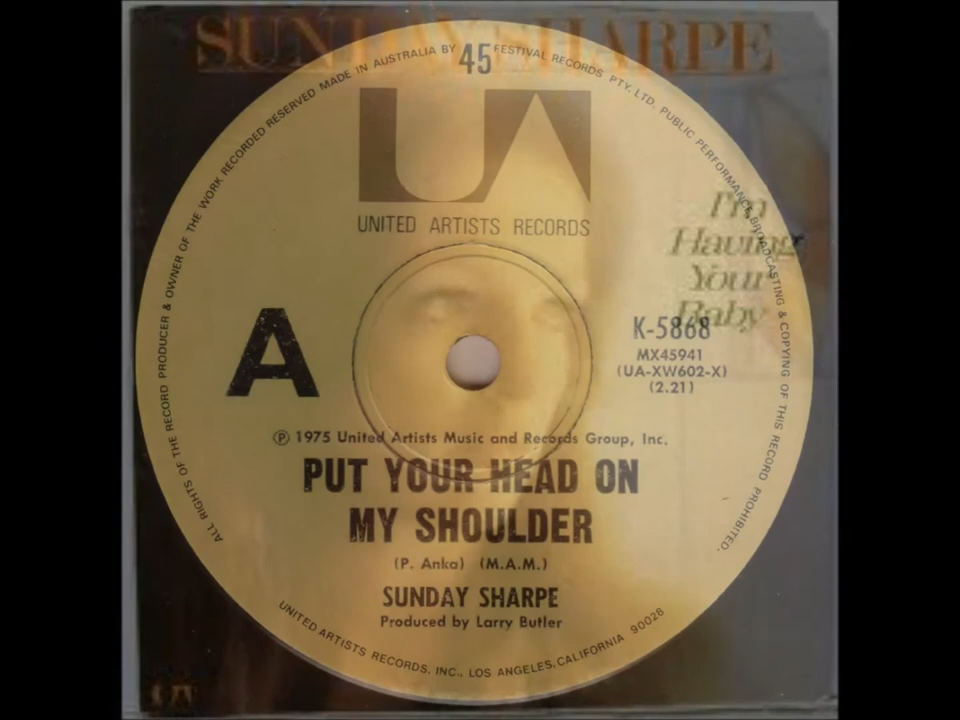 SUNDAY SHARPE
ALL RIGHTS OF THE RECORD PRODUCER & OWNER OF THE WORK RECORDED RESERVED MADE IN AUSTRALIA BY FESTIVAL RECORDS PTY. LTD. PUBLIC PERFORMANCE, BROADCASTING & COPYING OF THIS RECORD PROHIBITED.
45
UA
UNITED ARTISTS RECORDS
I'm
Having
Your
Baby
A
K-5868
MX45941
(UA-XW602-X)
(2.21)
℗ 1975 United Artists Music and Records Group, Inc.
PUT YOUR HEAD ON
MY SHOULDER
(P. Anka) (M.A.M.)
SUNDAY SHARPE
Produced by Larry Butler
UNITED ARTISTS RECORDS, INC., LOS ANGELES, CALIFORNIA 90028
UA